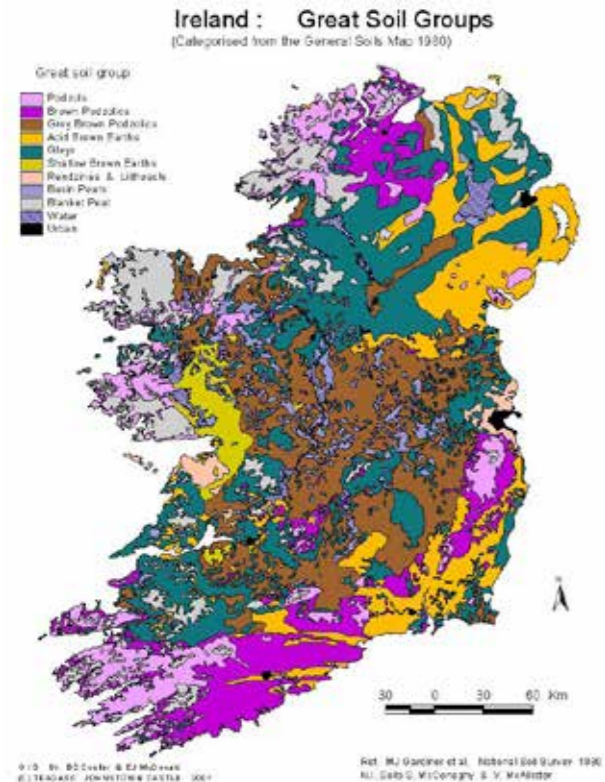 Ireland : Great Soil Groups
(Categorised from the General Soils Map 1980)
Great soil group
Podzols
Brown Podzolics
Grey Brown Podzolics
Acid Brown Earths
Gleys
Shallow Brown Earths
Rendzinas & Lithosols
Basin Peats
Blanket Peat
Water
Urban
30 0 30 60 Km
Ref. MJ Gardiner et al. National Soil Survey 1980
JOHNSTOWN CASTLE